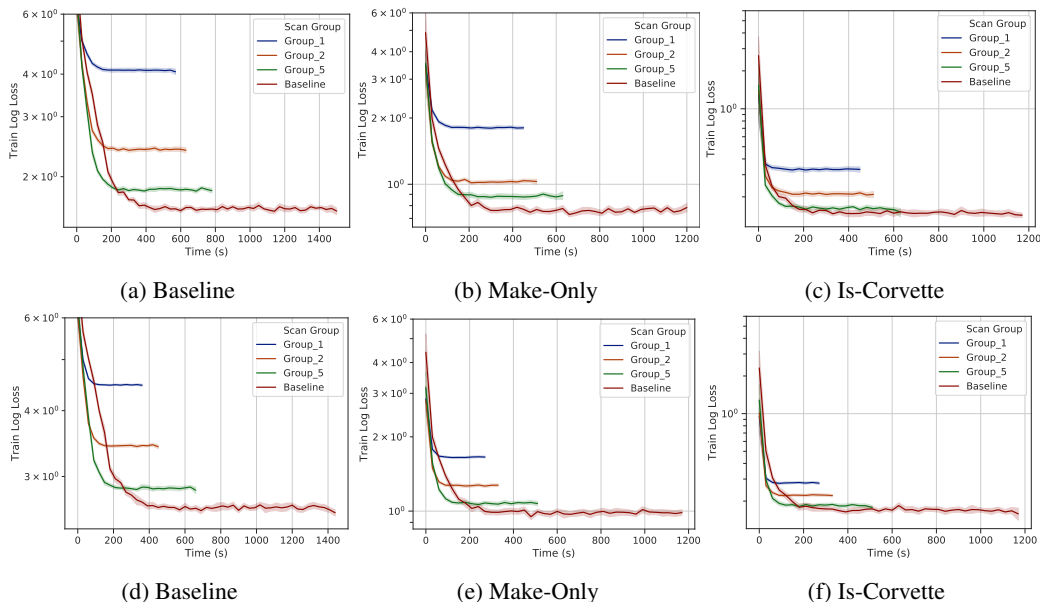 6 × 10⁰
4 × 10⁰
3 × 10⁰
2 × 10⁰
Train Log Loss
0 200 400 600 800 1000 1200 1400
Time (s)
Scan Group
Group_1
Group_2
Group_5
Baseline
(a) Baseline
6 × 10⁰
4 × 10⁰
3 × 10⁰
2 × 10⁰
10⁰
Train Log Loss
0 200 400 600 800 1000 1200
Time (s)
Scan Group
Group_1
Group_2
Group_5
Baseline
(b) Make-Only
10⁰
Train Log Loss
0 200 400 600 800 1000 1200
Time (s)
Scan Group
Group_1
Group_2
Group_5
Baseline
(c) Is-Corvette
6 × 10⁰
4 × 10⁰
3 × 10⁰
Train Log Loss
0 200 400 600 800 1000 1200 1400
Time (s)
Scan Group
Group_1
Group_2
Group_5
Baseline
(d) Baseline
6 × 10⁰
4 × 10⁰
3 × 10⁰
2 × 10⁰
10⁰
Train Log Loss
0 200 400 600 800 1000 1200
Time (s)
Scan Group
Group_1
Group_2
Group_5
Baseline
(e) Make-Only
10⁰
Train Log Loss
0 200 400 600 800 1000 1200
Time (s)
Scan Group
Group_1
Group_2
Group_5
Baseline
(f) Is-Corvette